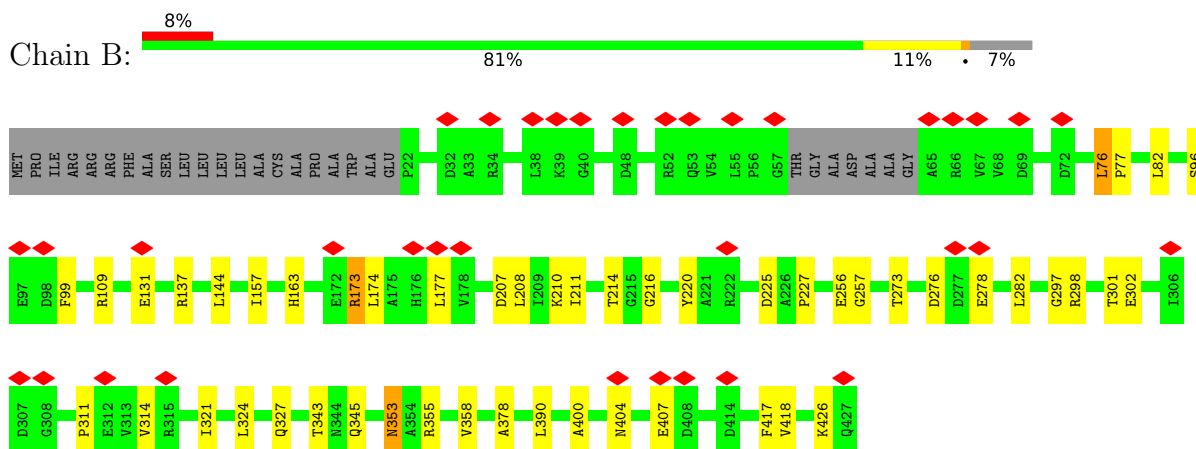 8%
Chain B:
81% 11% • 7%
MET PRO ILE ARG ARG ARG PHE ALA SER LEU LEU LEU LEU ALA CYS ALA PRO ALA TRP ALA GLU P22 D32 A33 R34 L38 K39 G40 D48 R52 Q53 V54 L55 P56 G57 THR GLY ALA ASP ALA ALA GLY A65 R66 V67 V68 D69 D72 L76 P77 L82 S96
E97 D98 F99 R109 E131 R137 L144 I157 H163 E172 R173 L174 A175 H176 L177 V178 D207 L208 I209 K210 I211 T214 G215 G216 Y220 A221 R222 D225 A226 P227 E256 G257 T273 D276 D277 E278 L282 G297 R298 T301 E302 I306
D307 G308 P311 E312 V313 V314 R315 I321 L324 Q327 T343 N344 Q345 N353 A354 R355 V358 A378 L390 A400 N404 E407 D408 D414 F417 V418 K426 Q427